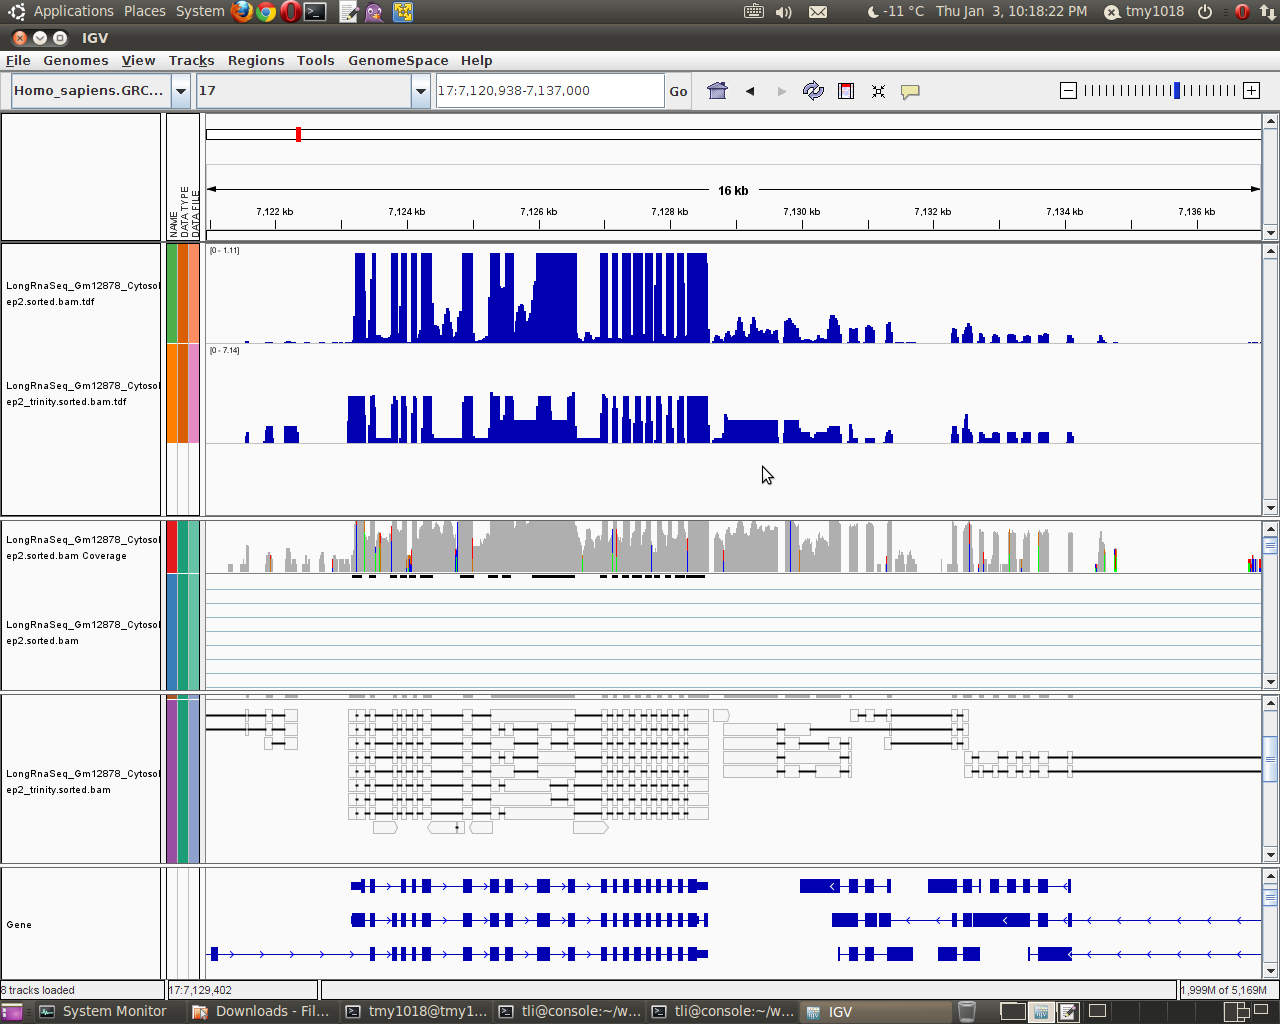 Applications Places System -11 °C Thu Jan 3, 10:18:22 PM tmy1018
IGV
File Genomes View Tracks Regions Tools GenomeSpace Help
Homo_sapiens.GRC... 17 17:7,120,938-7,137,000 Go
NAME
DATA TYPE
DATA FILE
16 kb
7,122 kb 7,124 kb 7,126 kb 7,128 kb 7,130 kb 7,132 kb 7,134 kb 7,136 kb
[0 - 1.11]
LongRnaSeq_Gm12878_Cytosol
ep2.sorted.bam.tdf
[0 - 7.14]
LongRnaSeq_Gm12878_Cytosol
ep2_trinity.sorted.bam.tdf
LongRnaSeq_Gm12878_Cytosol
ep2.sorted.bam Coverage
LongRnaSeq_Gm12878_Cytosol
ep2.sorted.bam
LongRnaSeq_Gm12878_Cytosol
ep2_trinity.sorted.bam
Gene
8 tracks loaded 17:7,129,402 1,999M of 5,169M
System Monitor Downloads - Fil... tmy1018@tmy1... tli@console:~/w... tli@console:~/w... IGV